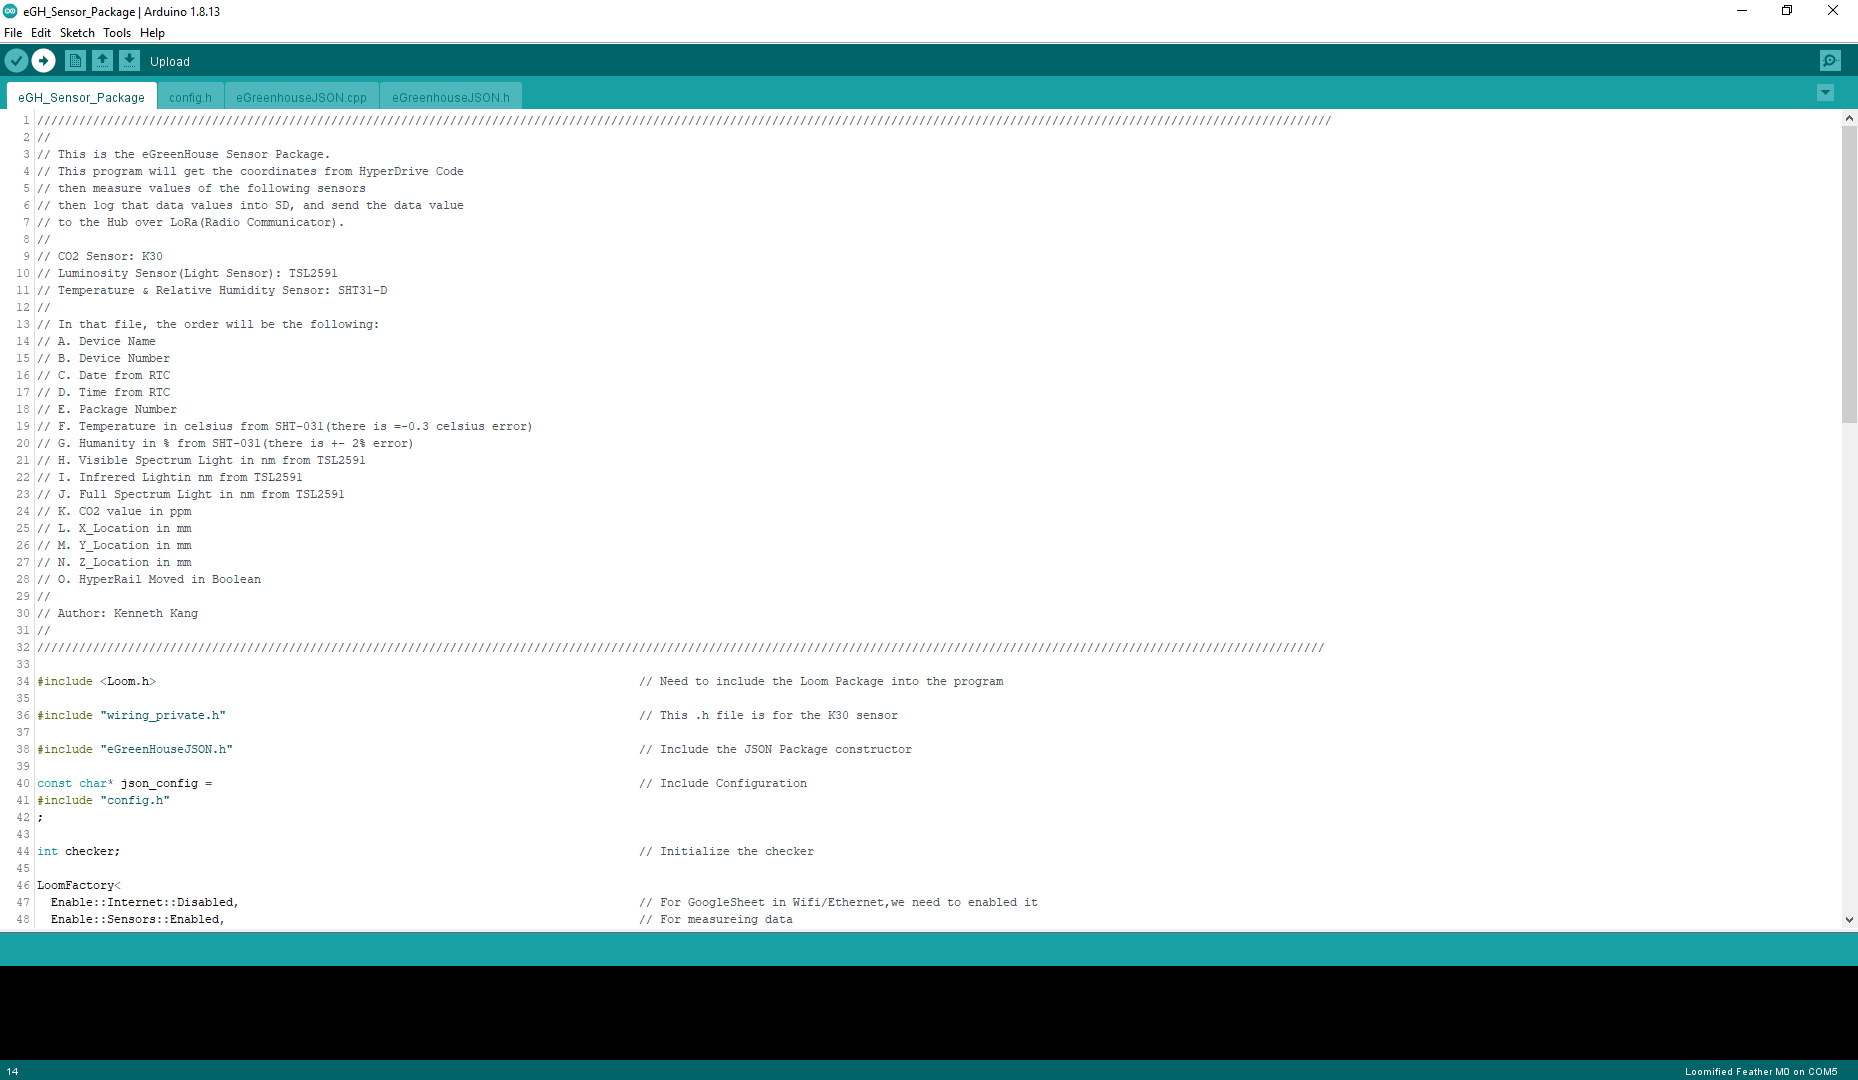 eGH_Sensor_Package | Arduino 1.8.13
File Edit Sketch Tools Help
Upload
eGH_Sensor_Package config.h eGreenhouseJSON.cpp eGreenhouseJSON.h
1 /////////////////////////////////////////////////////////////////////////////////////////////////////////////////////////////////////////////////////////////////////////////////////////
2 //
3 // This is the eGreenHouse Sensor Package.
4 // This program will get the coordinates from HyperDrive Code
5 // then measure values of the following sensors
6 // then log that data values into SD, and send the data value
7 // to the Hub over LoRa(Radio Communicator).
8 //
9 // CO2 Sensor: K30
10 // Luminosity Sensor(Light Sensor): TSL2591
11 // Temperature & Relative Humidity Sensor: SHT31-D
12 //
13 // In that file, the order will be the following:
14 // A. Device Name
15 // B. Device Number
16 // C. Date from RTC
17 // D. Time from RTC
18 // E. Package Number
19 // F. Temperature in celsius from SHT-031(there is =-0.3 celsius error)
20 // G. Humanity in % from SHT-031(there is +- 2% error)
21 // H. Visible Spectrum Light in nm from TSL2591
22 // I. Infrered Lightin nm from TSL2591
23 // J. Full Spectrum Light in nm from TSL2591
24 // K. CO2 value in ppm
25 // L. X_Location in mm
26 // M. Y_Location in mm
27 // N. Z_Location in mm
28 // O. HyperRail Moved in Boolean
29 //
30 // Author: Kenneth Kang
31 //
32 ////////////////////////////////////////////////////////////////////////////////////////////////////////////////////////////////////////////////////////////////////////////////////////
33
34 #include <Loom.h> // Need to include the Loom Package into the program
35
36 #include "wiring_private.h" // This .h file is for the K30 sensor
37
38 #include "eGreenHouseJSON.h" // Include the JSON Package constructor
39
40 const char* json_config = // Include Configuration
41 #include "config.h"
42 ;
43
44 int checker; // Initialize the checker
45
46 LoomFactory<
47 Enable::Internet::Disabled, // For GoogleSheet in Wifi/Ethernet,we need to enabled it
48 Enable::Sensors::Enabled, // For measureing data
14 Loomified Feather M0 on COM5